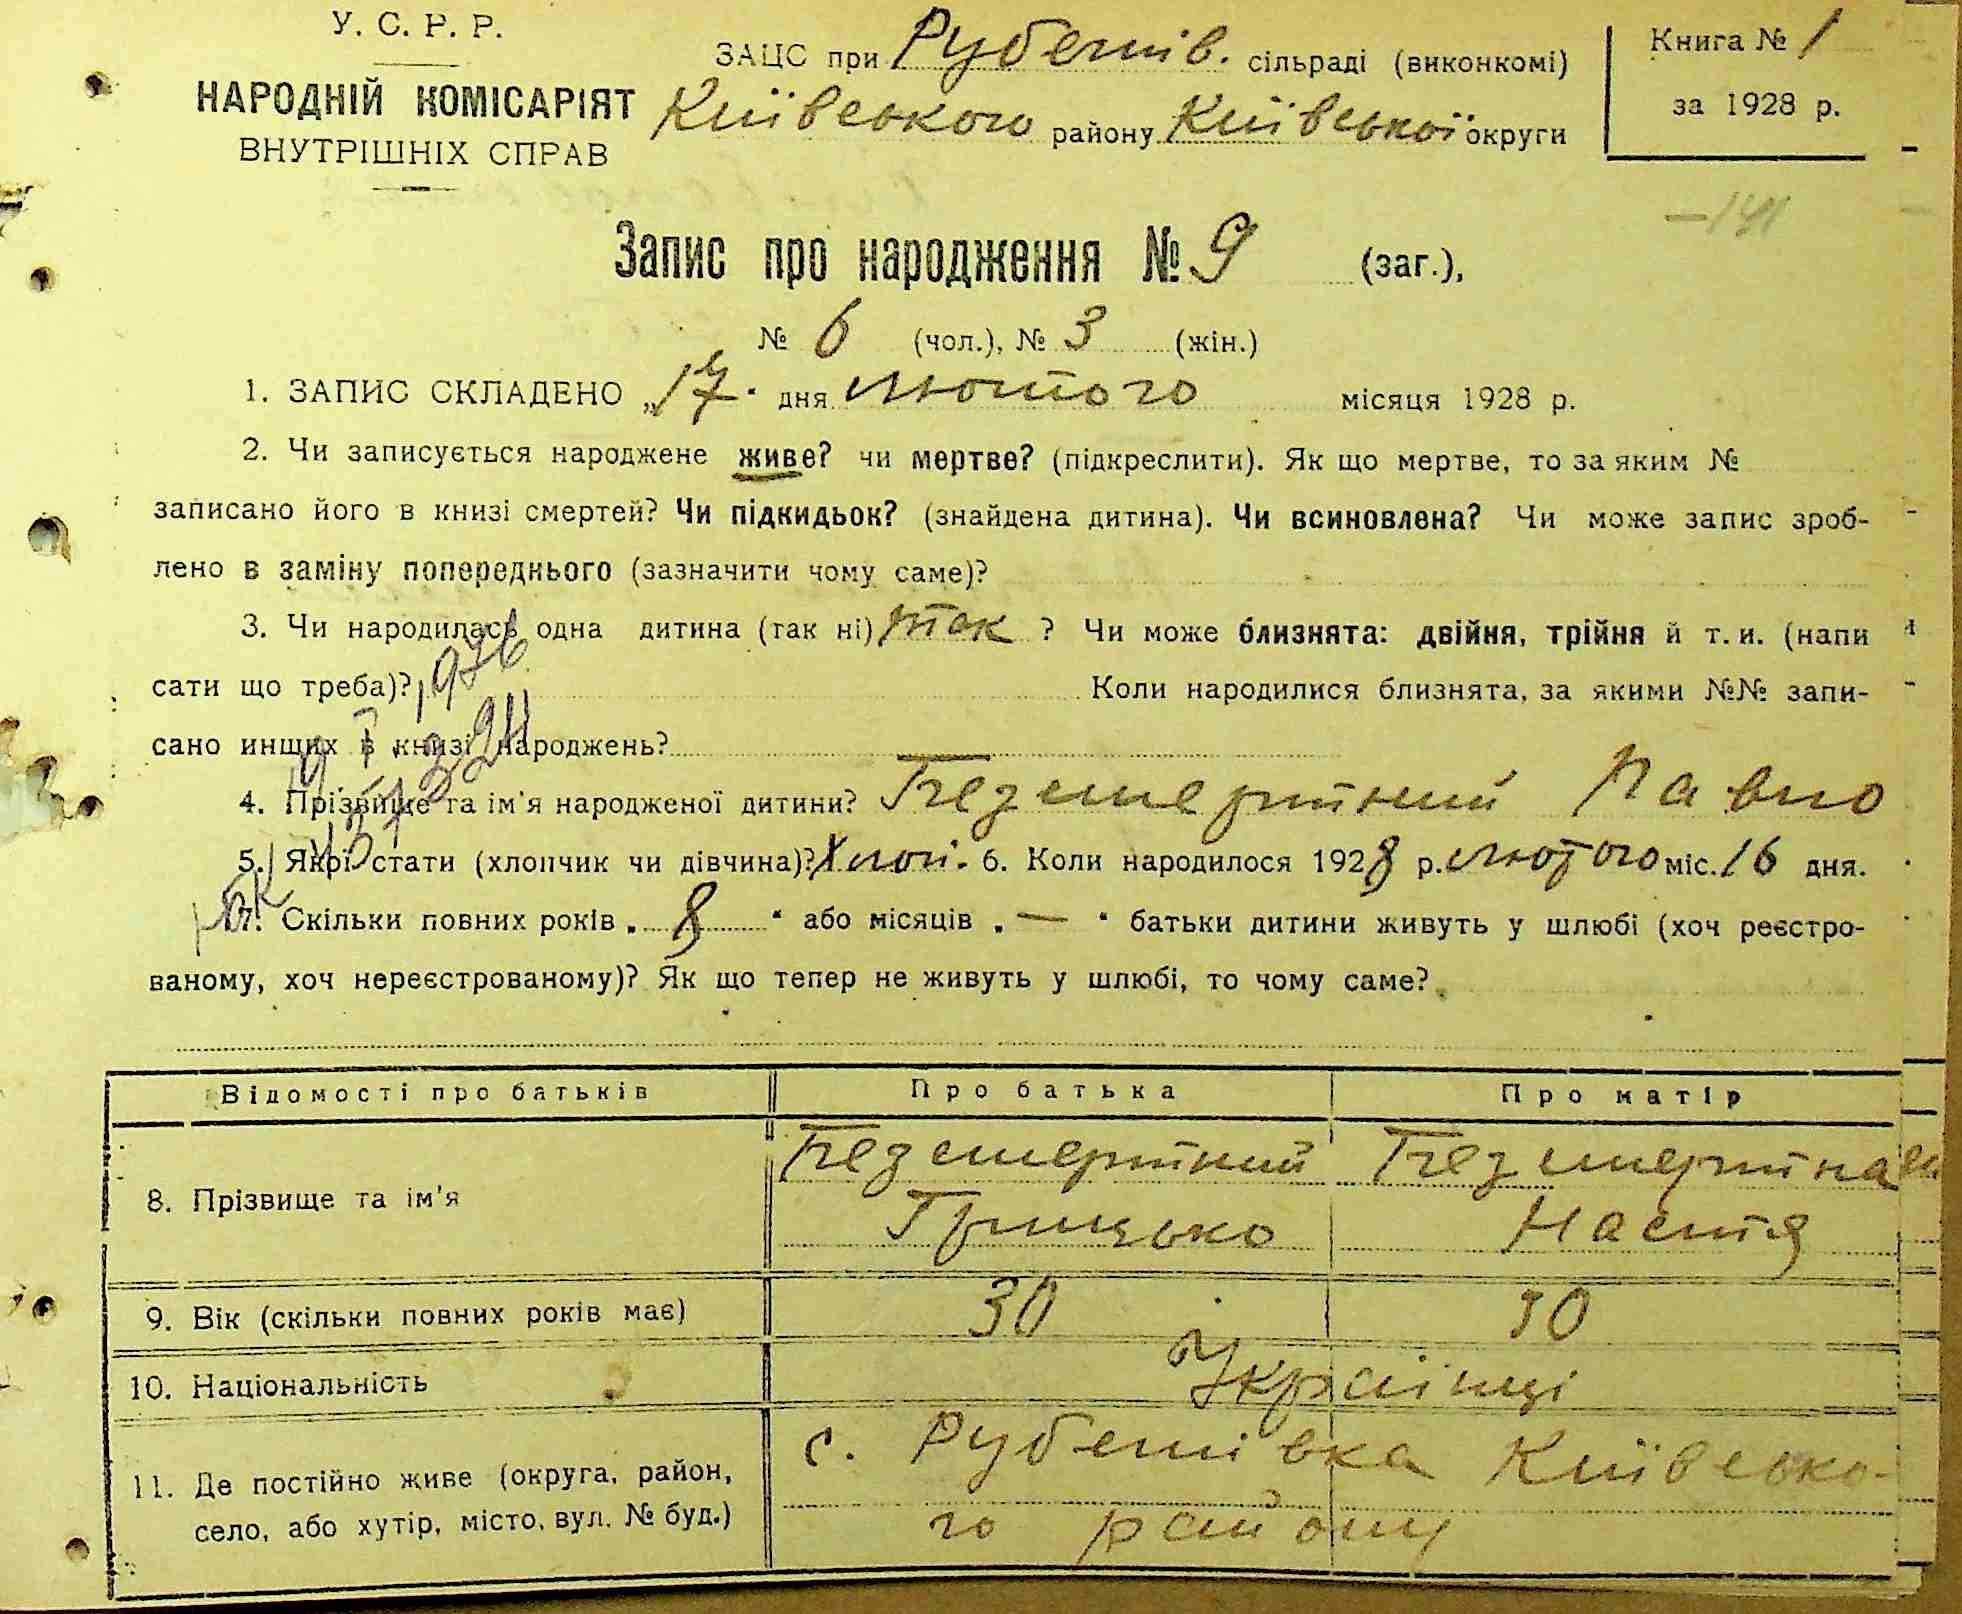 У. С. Р. Р.
НАРОДНІЙ КОМІСАРІЯТ
ВНУТРІШНІХ СПРАВ
ЗАЦС при Рубежів. сільраді (виконкомі)
Київського району Київської округи
Книга № 1
за 1928 р.
Запис про народження № 9 (заг.),
№ 6 (чол.), № 3 (жін.)
1. ЗАПИС СКЛАДЕНО „17“ дня лютого місяця 1928 р.
2. Чи записується народжене живе? чи мертве? (підкреслити). Як що мертве, то за яким №
записано його в книзі смертей? Чи підкидьок? (знайдена дитина). Чи всиновлена? Чи може запис зроб-
лено в заміну попереднього (зазначити чому саме)?
3. Чи народилась одна дитина (так ні) так ? Чи може близнята: двійня, трійня й т. и. (напи
сати що треба)? 1,936
Коли народилися близнята, за якими №№ запи-
сано инших в книзі народжень?
4. Прізвище та ім'я народженої дитини? Безсмертний Павло
5. Якої стати (хлопчик чи дівчина)? Хлоп. 6. Коли народилося 1928 р. лютого міс. 16 дня.
7. Скільки повних років „ 8 “ або місяців „ — “ батьки дитини живуть у шлюбі (хоч реєстро-
ваному, хоч нереєстрованому)? Як що тепер не живуть у шлюбі, то чому саме?
Відомості про батьків Про батька Про матір
8. Прізвище та ім'я
Безсмертний
Грицько
Безсмертна
Настя
9. Вік (скільки повних років має) 30 30
10. Національність Українці
11. Де постійно живе (округа, район,
село, або хутір, місто, вул. № буд.)
с. Рубежівка Київсько-
го району